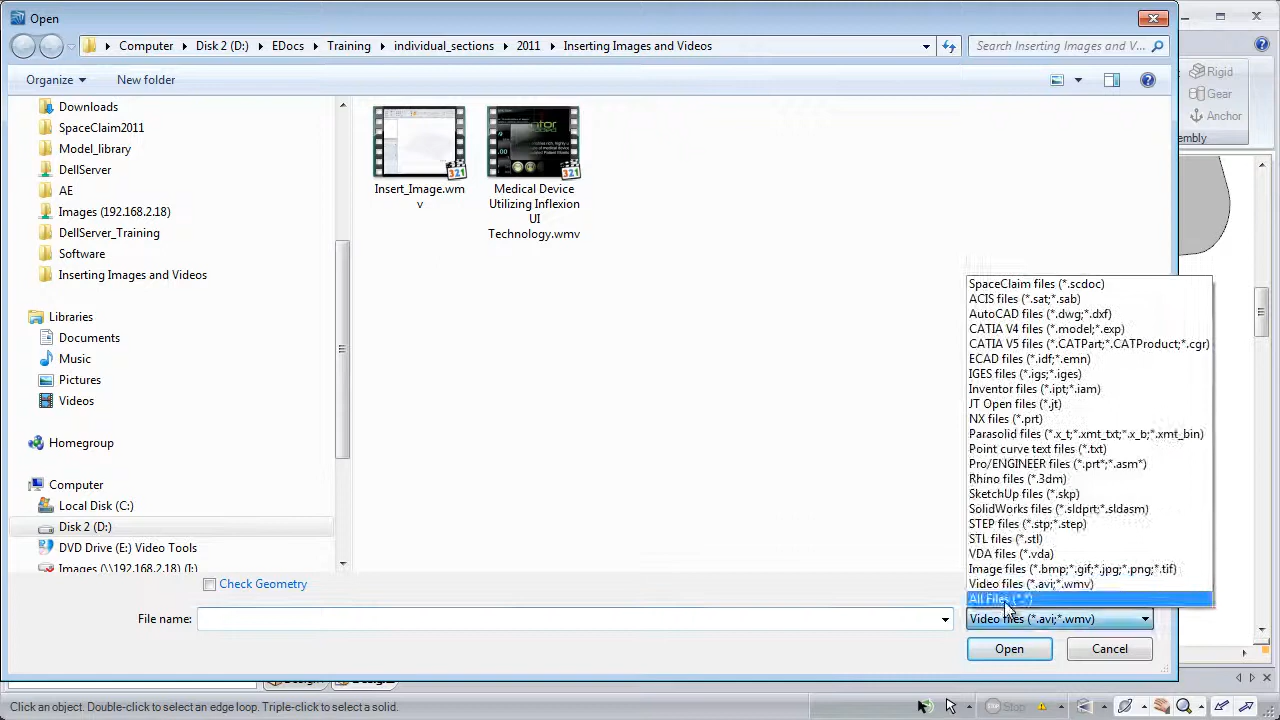 Open
Computer Disk 2 (D:) EDocs Training individual_sections 2011 Inserting Images and Videos
Search Inserting Images and V...
Organize New folder
Rigid
Gear
Anchor
Downloads
SpaceClaim2011
Model_library
DellServer
AE
Images (192.168.2.18)
DellServer_Training
Software
Inserting Images and Videos
Libraries
Documents
Music
Pictures
Videos
Homegroup
Computer
Local Disk (C:)
Disk 2 (D:)
DVD Drive (E:) Video Tools
Images (\\192.168.2.18) (I:)
Insert_Image.wm
v
Medical Device
Utilizing Inflexion
UI
Technology.wmv
SpaceClaim files (*.scdoc)
ACIS files (*.sat;*.sab)
AutoCAD files (*.dwg;*.dxf)
CATIA V4 files (*.model;*.exp)
CATIA V5 files (*.CATPart;*.CATProduct;*.cgr)
ECAD files (*.idf;*.emn)
IGES files (*.igs;*.iges)
Inventor files (*.ipt;*.iam)
JT Open files (*.jt)
NX files (*.prt)
Parasolid files (*.x_t;*.xmt_txt;*.x_b;*.xmt_bin)
Point curve text files (*.txt)
Pro/ENGINEER files (*.prt*;*.asm*)
Rhino files (*.3dm)
SketchUp files (*.skp)
SolidWorks files (*.sldprt;*.sldasm)
STEP files (*.stp;*.step)
STL files (*.stl)
VDA files (*.vda)
Image files (*.bmp;*.gif;*.jpg;*.png;*.tif)
Video files (*.avi;*.wmv)
All Files (*.*)
Check Geometry
File name:
Video files (*.avi;*.wmv)
Open Cancel
Click an object. Double-click to select an edge loop. Triple-click to select a solid.
Stop